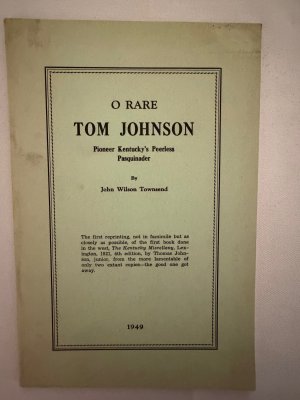 O RARE
TOM JOHNSON
Pioneer Kentucky's Peerless
Pasquinader
By
John Wilson Townsend
The first reprinting, not in facsimile but as
closely as possible, of the first book done
in the west, The Kentucky Miscellany, Lex-
ington, 1821, 4th edition, by Thomas John-
son, junior, from the more lamentable of
only two extant copies—the good one got
away.
1949